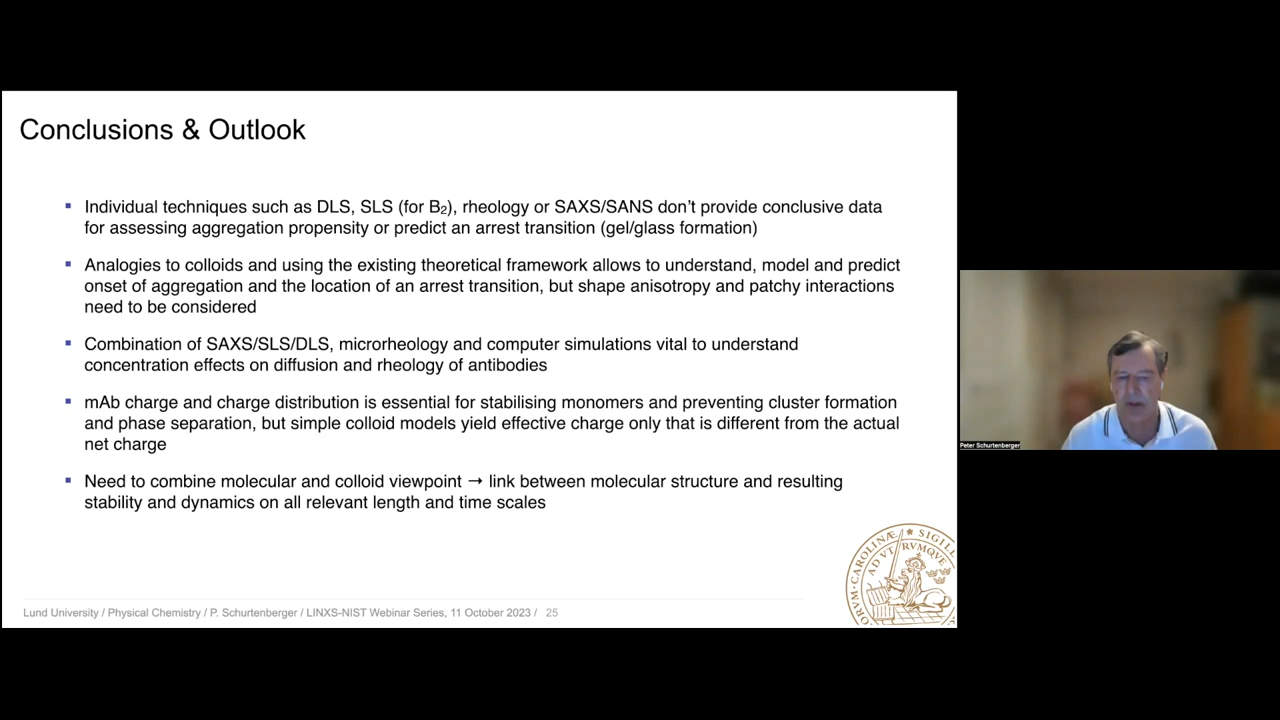 Conclusions & Outlook
▪ Individual techniques such as DLS, SLS (for B₂), rheology or SAXS/SANS don’t provide conclusive data
for assessing aggregation propensity or predict an arrest transition (gel/glass formation)
▪ Analogies to colloids and using the existing theoretical framework allows to understand, model and predict
onset of aggregation and the location of an arrest transition, but shape anisotropy and patchy interactions
need to be considered
▪ Combination of SAXS/SLS/DLS, microrheology and computer simulations vital to understand
concentration effects on diffusion and rheology of antibodies
▪ mAb charge and charge distribution is essential for stabilising monomers and preventing cluster formation
and phase separation, but simple colloid models yield effective charge only that is different from the actual
net charge
▪ Need to combine molecular and colloid viewpoint → link between molecular structure and resulting
stability and dynamics on all relevant length and time scales
Lund University / Physical Chemistry / P. Schurtenberger / LINXS-NIST Webinar Series, 11 October 2023 / 25
ORVM · CAROLINÆ * SIGILL
AD VTRVMQVE
Peter Schurtenberger